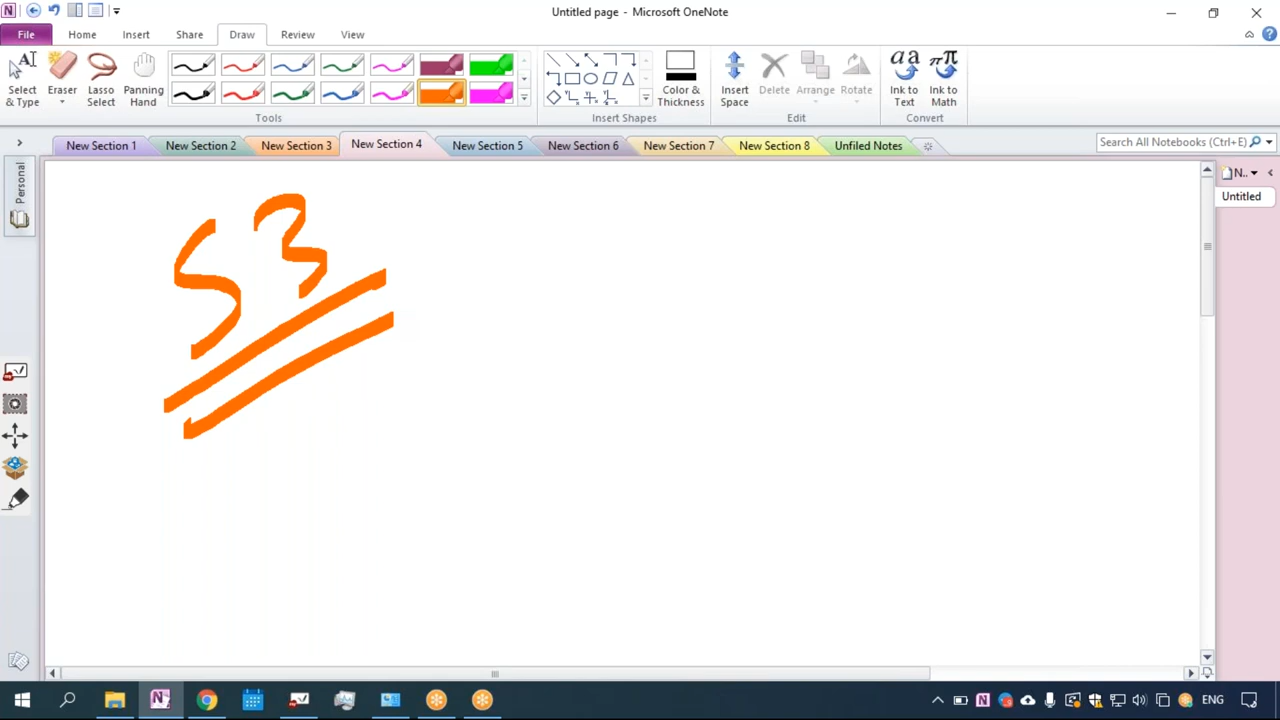 Untitled page - Microsoft OneNote
File Home Insert Share Draw Review View
Select & Type
Eraser
Lasso Select
Panning Hand
Color & Thickness
Insert Space
Delete
Arrange
Rotate
Ink to Text
Ink to Math
Tools Insert Shapes Edit Convert
New Section 1 New Section 2 New Section 3 New Section 4 New Section 5 New Section 6 New Section 7 New Section 8 Unfiled Notes
Search All Notebooks (Ctrl+E)
Personal
N..
Untitled
S3
ENG